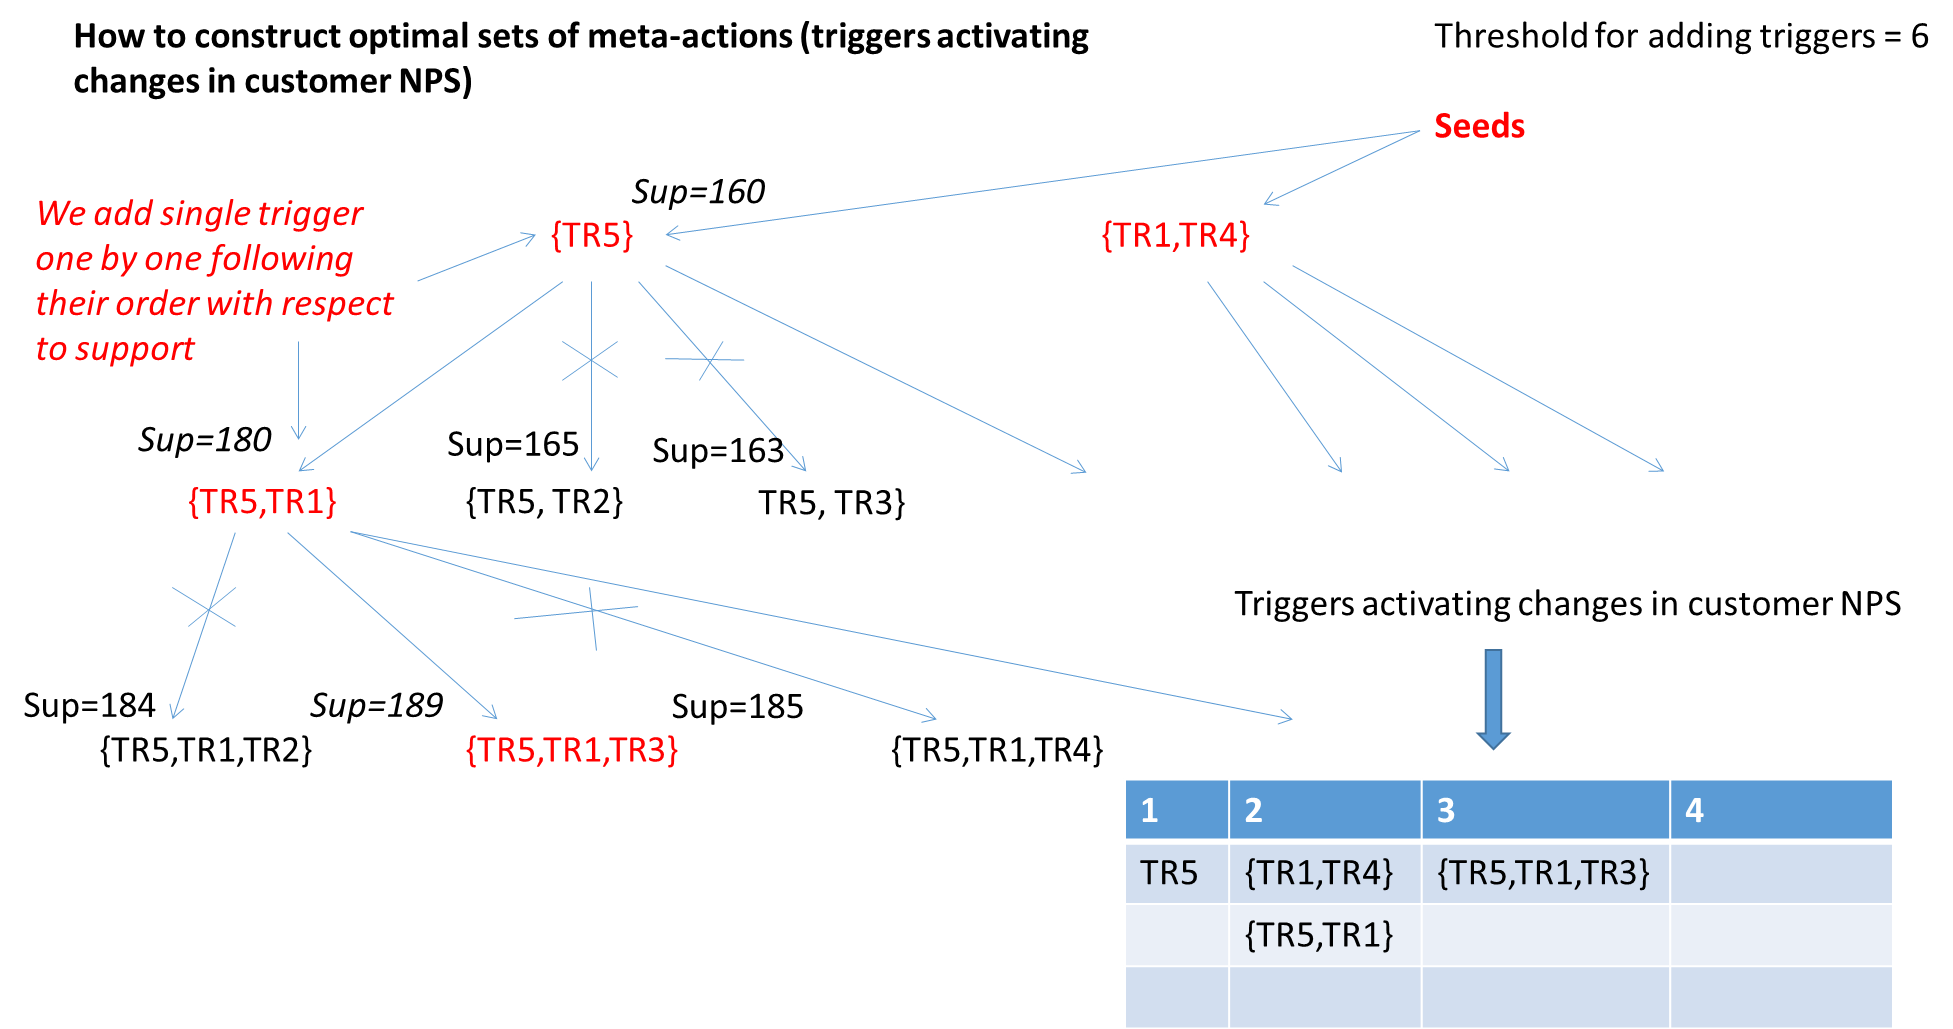 How to construct optimal sets of meta-actions (triggers activating
changes in customer NPS)
Threshold for adding triggers = 6
Seeds
Sup=160
{TR5}
{TR1,TR4}
We add single trigger
one by one following
their order with respect
to support
Sup=180
Sup=165
Sup=163
{TR5,TR1}
{TR5, TR2}
TR5, TR3}
Triggers activating changes in customer NPS
Sup=184
Sup=189
Sup=185
{TR5,TR1,TR2}
{TR5,TR1,TR3}
{TR5,TR1,TR4}
1 2 3 4
TR5 {TR1,TR4} {TR5,TR1,TR3}
{TR5,TR1}